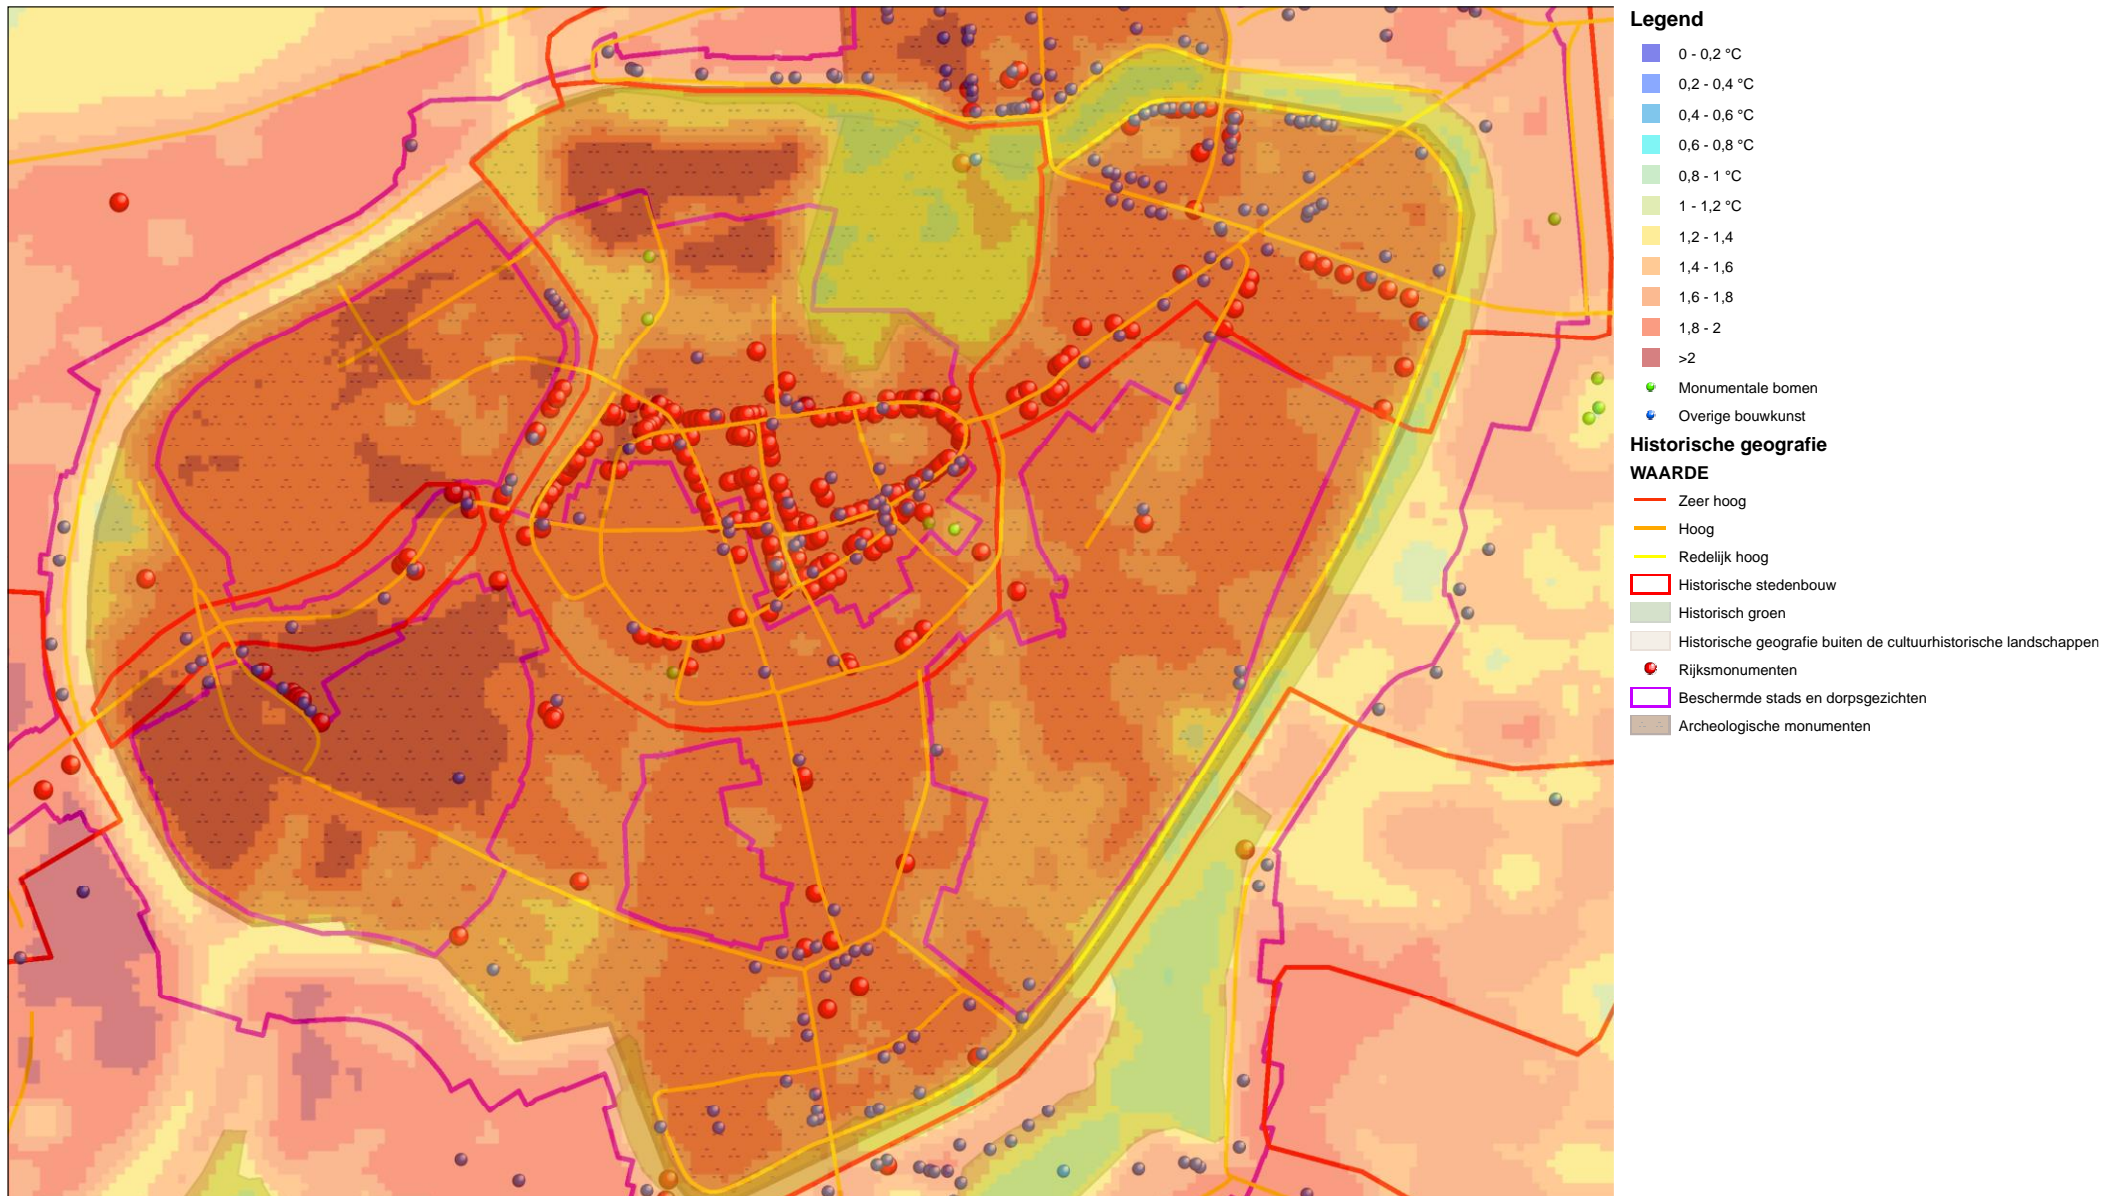 Legend
0 - 0,2 °C
0,2 - 0,4 °C
0,4 - 0,6 °C
0,6 - 0,8 °C
0,8 - 1 °C
1 - 1,2 °C
1,2 - 1,4
1,4 - 1,6
1,6 - 1,8
1,8 - 2
>2
Monumentale bomen
Overige bouwkunst
Historische geografie
WAARDE
Zeer hoog
Hoog
Redelijk hoog
Historische stedenbouw
Historisch groen
Historische geografie buiten de cultuurhistorische landschappen
Rijksmonumenten
Beschermde stads en dorpsgezichten
Archeologische monumenten